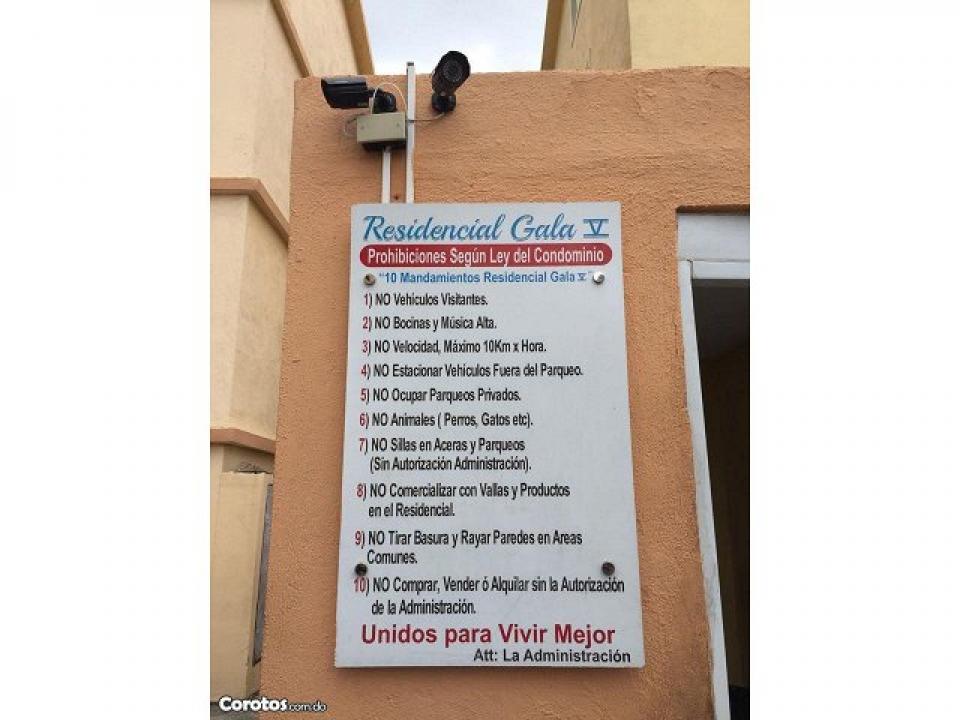 Residencial Gala V
Prohibiciones Según Ley del Condominio
"10 Mandamientos Residencial Gala V"
1) NO Vehículos Visitantes.
2) NO Bocinas y Música Alta.
3) NO Velocidad, Máximo 10Km x Hora.
4) NO Estacionar Vehículos Fuera del Parqueo.
5) NO Ocupar Parqueos Privados.
6) NO Animales ( Perros, Gatos etc).
7) NO Sillas en Aceras y Parqueos
(Sin Autorización Administración).
8) NO Comercializar con Vallas y Productos
en el Residencial.
9) NO Tirar Basura y Rayar Paredes en Areas
Comunes.
10) NO Comprar, Vender ó Alquilar sin la Autorización
de la Administración.
Unidos para Vivir Mejor
Att: La Administración
Corotos.com.do